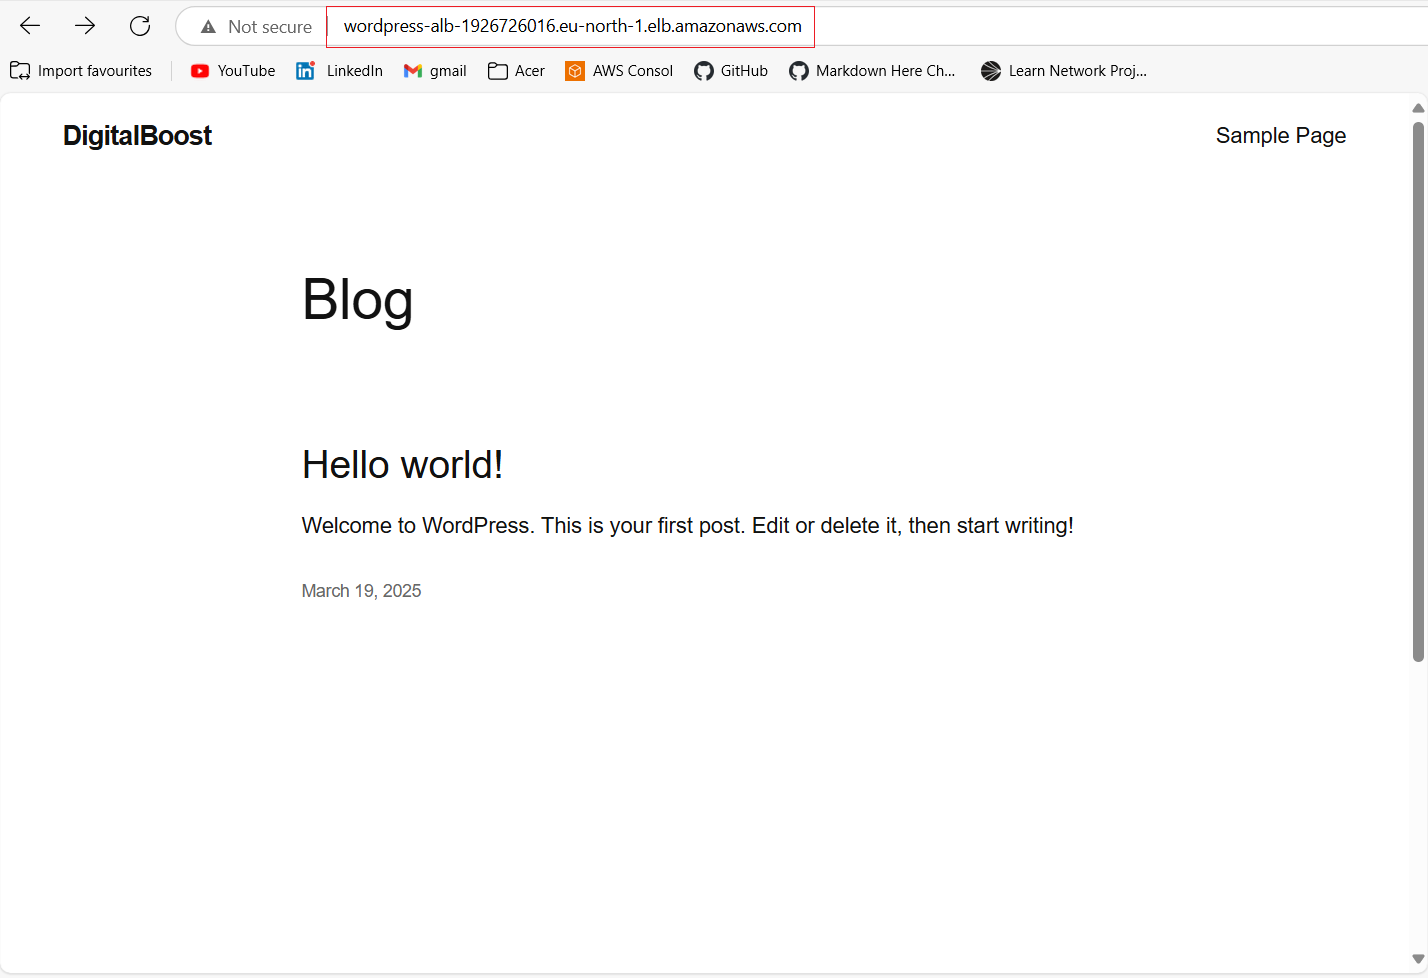 Not secure wordpress-alb-1926726016.eu-north-1.elb.amazonaws.com
Import favourites YouTube LinkedIn gmail Acer AWS Consol GitHub Markdown Here Ch... Learn Network Proj...
DigitalBoost Sample Page
Blog
Hello world!
Welcome to WordPress. This is your first post. Edit or delete it, then start writing!
March 19, 2025